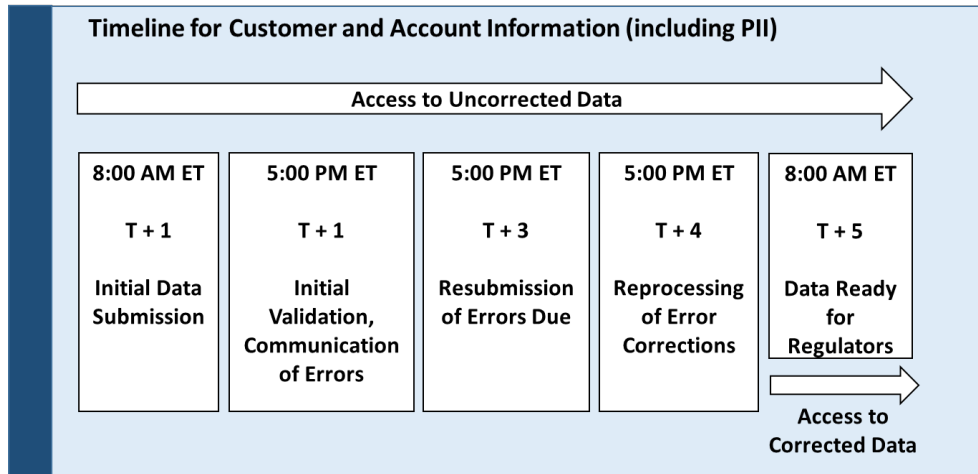 Timeline for Customer and Account Information (including PII)
Access to Uncorrected Data
8:00 AM ET
T + 1
Initial Data
Submission
5:00 PM ET
T + 1
Initial
Validation,
Communication
of Errors
5:00 PM ET
T + 3
Resubmission
of Errors Due
5:00 PM ET
T + 4
Reprocessing
of Error
Corrections
8:00 AM ET
T + 5
Data Ready
for
Regulators
Access to
Corrected Data